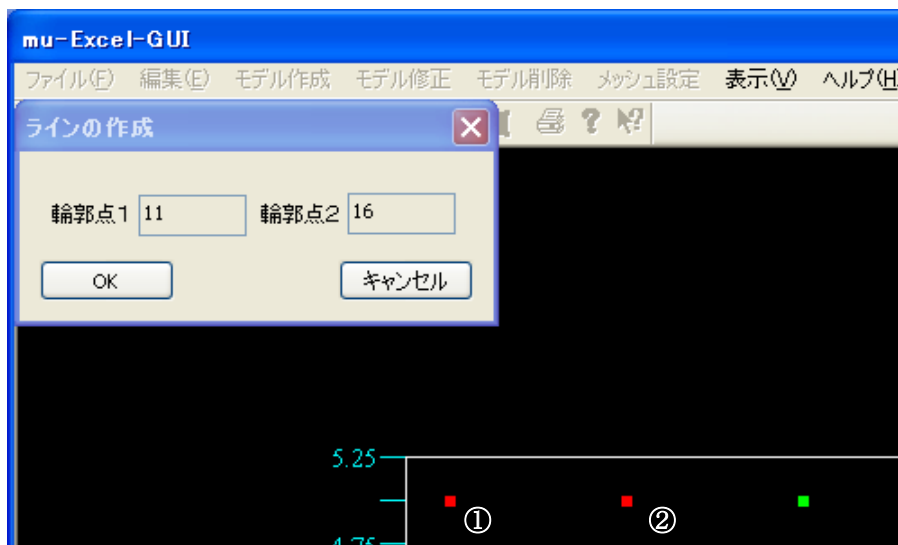 mu-Excel-GUI
ファイル(F) 編集(E) モデル作成 モデル修正 モデル削除 メッシュ設定 表示(V) ヘルプ(H
ラインの作成
輪郭点1 11 輪郭点2 16
OK キャンセル
5.25
① ②
4.75